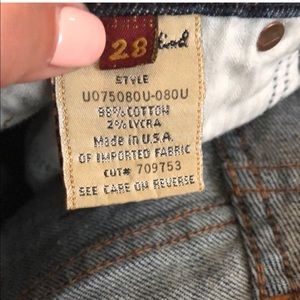 28
STYLE
U075080U-080U
98% COTTON
2% LYCRA
Made in U.S.A.
OF IMPORTED FABRIC
CUT# 709753
SEE CARE ON REVERSE